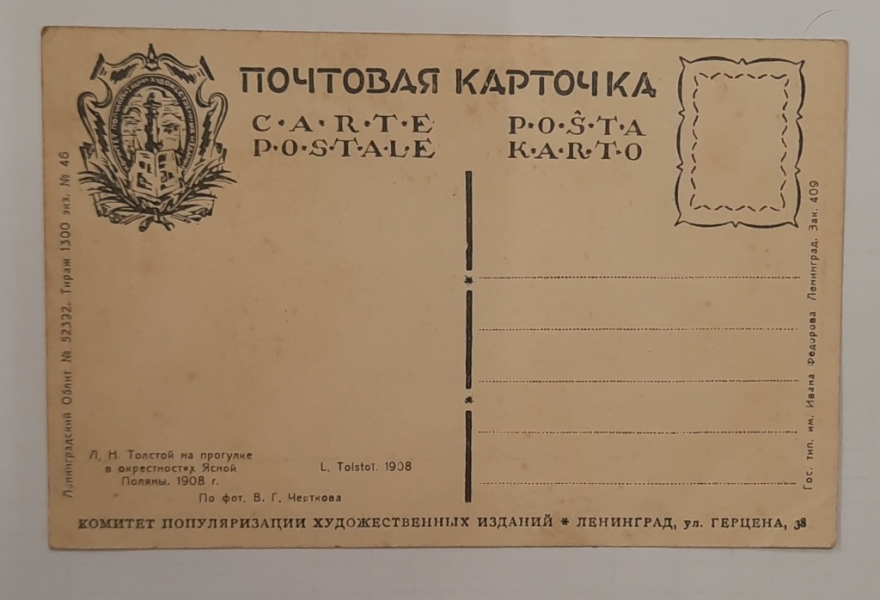 ПОЧТОВАЯ КАРТОЧКА
C·A·R·T·E
POSTALE
P·O·Ŝ·T·A
K·A·R·T·O
Ленинградский Облит № 52392. Тираж 1300 экз. № 46
Л. Н. Толстой на прогулке
в окрестностях Ясной
Поляны. 1908 г.
По фот. В. Г. Черткова
L. Tolstoï. 1908
Гос. тип. им. Ивана Федорова Ленинград. Зак. 409
КОМИТЕТ ПОПУЛЯРИЗАЦИИ ХУДОЖЕСТВЕННЫХ ИЗДАНИЙ * ЛЕНИНГРАД, ул. ГЕРЦЕНА, 38